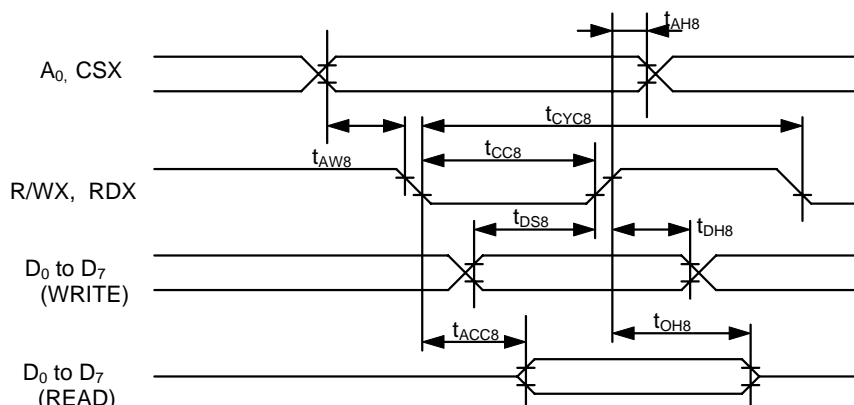 tAH8
A0, CSX
tCYC8
tAW8
tCC8
R/WX, RDX
tDS8
tDH8
D0 to D7
(WRITE)
tACC8
tOH8
D0 to D7
(READ)